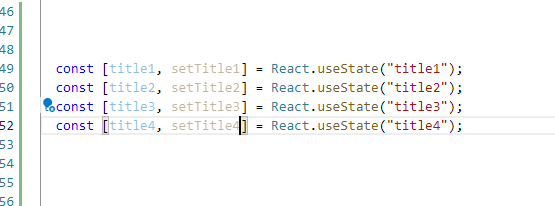 46
47
48
49 const [title1, setTitle1] = React.useState("title1");
50 const [title2, setTitle2] = React.useState("title2");
51 const [title3, setTitle3] = React.useState("title3");
52 const [title4, setTitle4] = React.useState("title4");
53
54
55
56